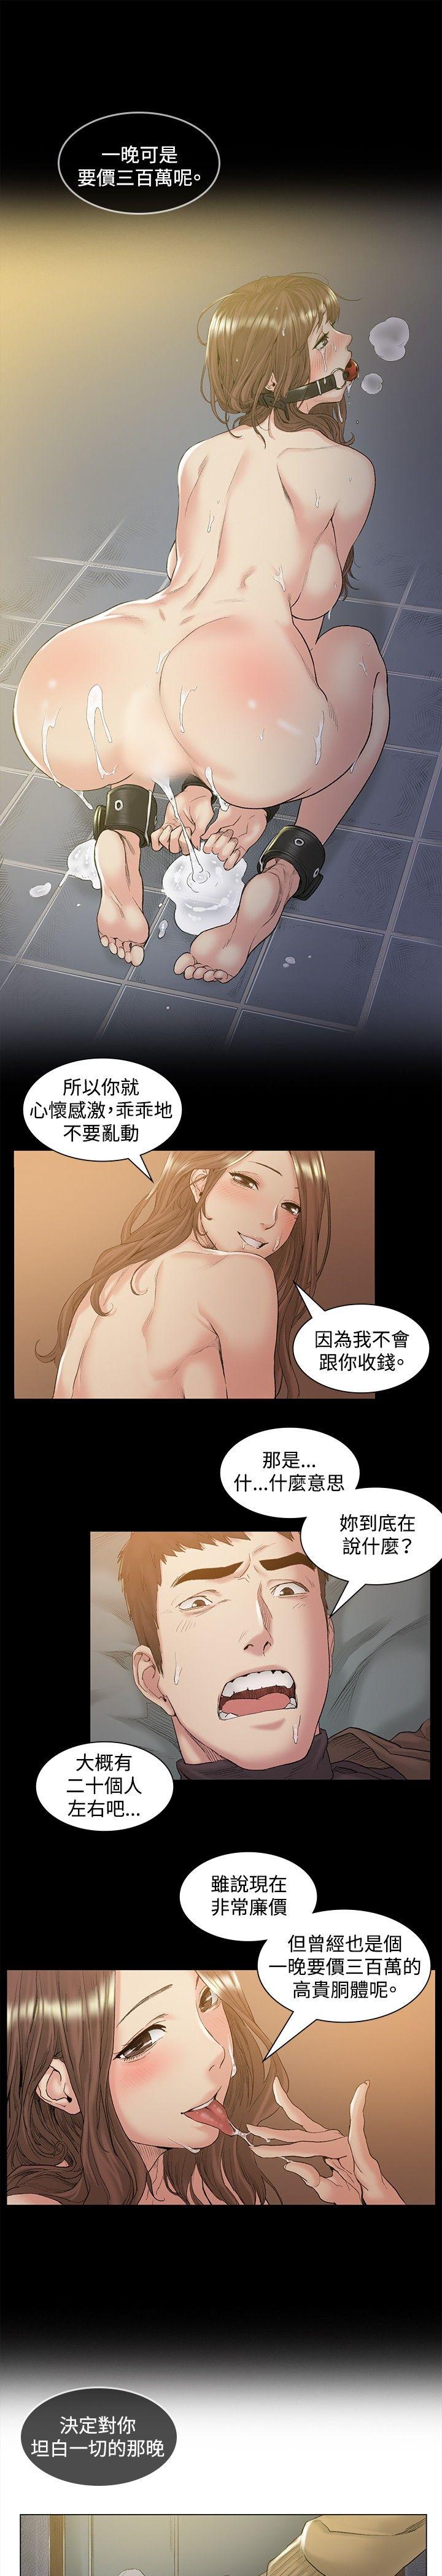 一晚可是
要價三百萬呢。
所以你就
心懷感激，乖乖地
不要亂動
因為我不會
跟你收錢。
那是…
什…什麼意思
妳到底在
說什麼？
大概有
二十個人
左右吧…
雖說現在
非常廉價
但曾經也是個
一晚要價三百萬的
高貴胴體呢。
決定對你
坦白一切的那晚